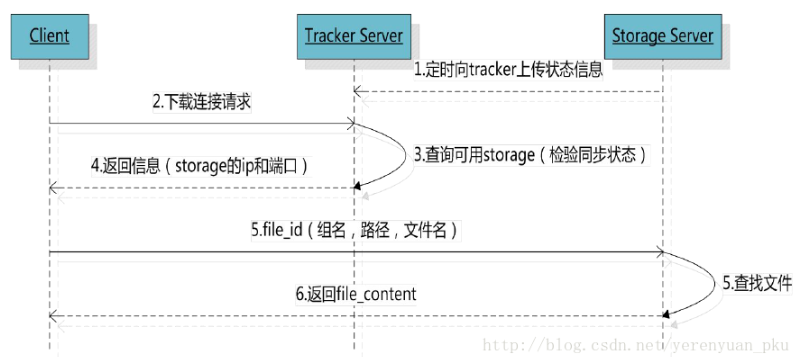 Client
Tracker Server
Storage Server
1.定时向tracker上传状态信息
2.下载连接请求
3.查询可用storage（检验同步状态）
4.返回信息（storage的ip和端口）
5.file_id（组名，路径，文件名）
5.查找文件
6.返回file_content
http://blog.csdn.net/yerenyuan_pku